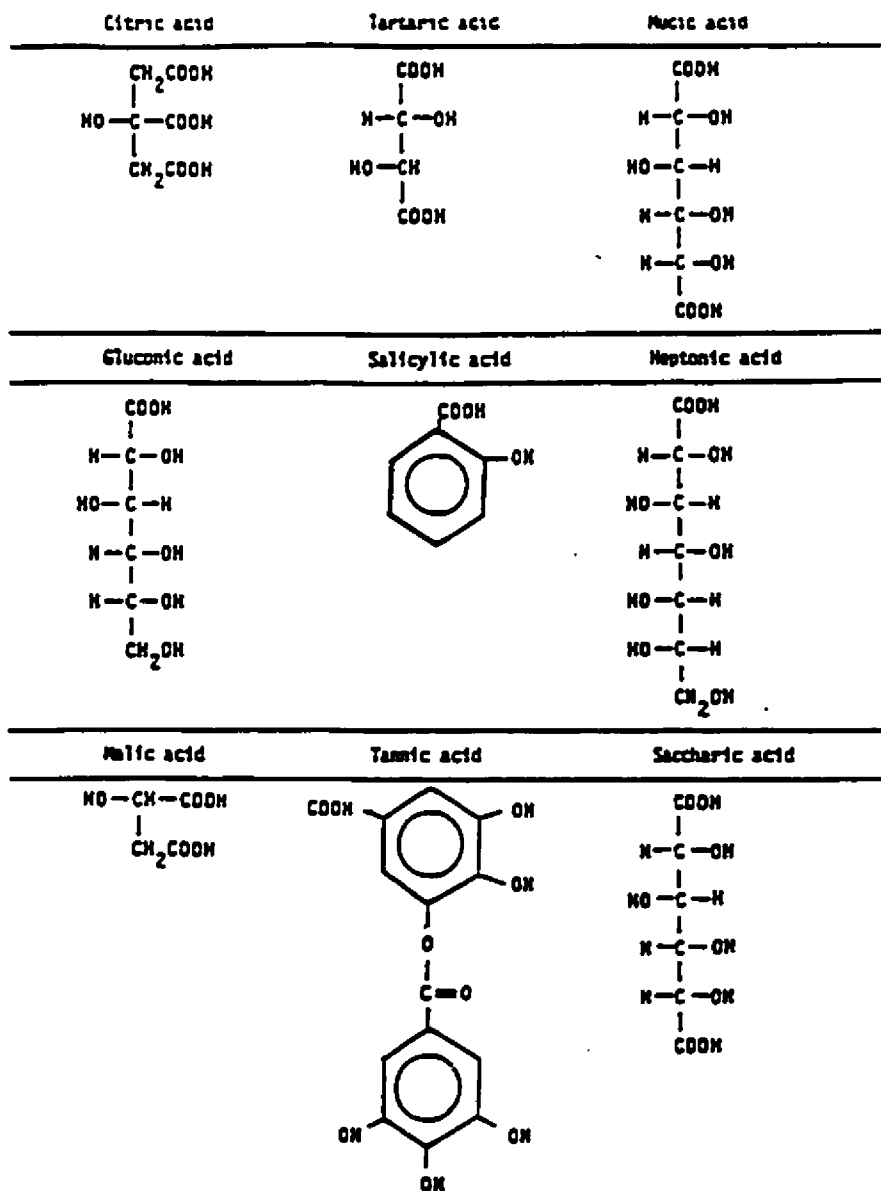 Citric acid Tartaric acid Mucic acid
CH2COOH COOH COOH
HO-C-COOH H-C-OH H-C-OH
CH2COOH HO-CH HO-C-H
COOH H-C-OH
H-C-OH
COOH
Gluconic acid Salicylic acid Heptonic acid
COOH COOH COOH
H-C-OH OH H-C-OH
HO-C-H HO-C-H
H-C-OH H-C-OH
H-C-OH HO-C-H
CH2OH HO-C-H
CH2OH
Malic acid Tannic acid Saccharic acid
HO-CH-COOH COOH OH COOH
CH2COOH OH H-C-OH
HO-C-H
O H-C-OH
C=O H-C-OH
COOH
OH OH
OH